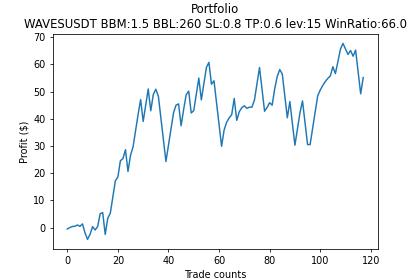 Portfolio
WAVESUSDT BBM:1.5 BBL:260 SL:0.8 TP:0.6 lev:15 WinRatio:66.0
70
60
50
40
30
20
10
0
Profit ($)
0 20 40 60 80 100 120
Trade counts